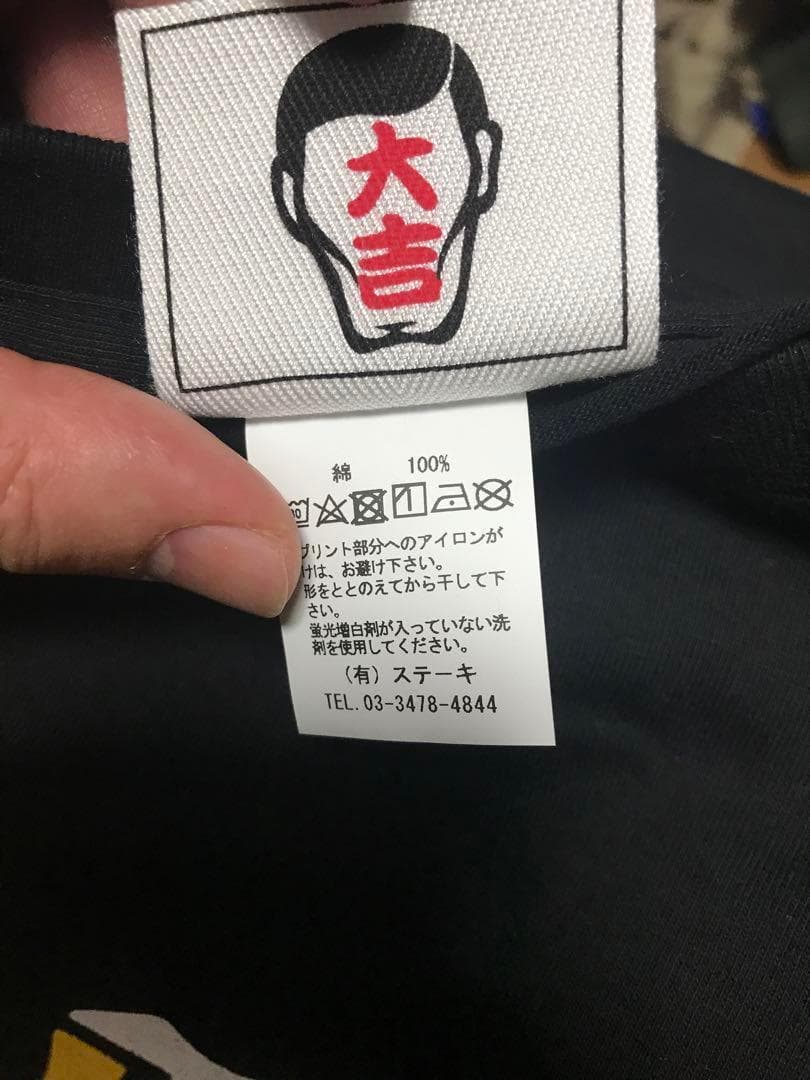 大
吉
綿 100%
プリント部分へのアイロンが
けは、お避け下さい。
形をととのえてから干して下
さい。
蛍光増白剤が入っていない洗
剤を使用してください。
(有) ステーキ
TEL. 03-3478-4844